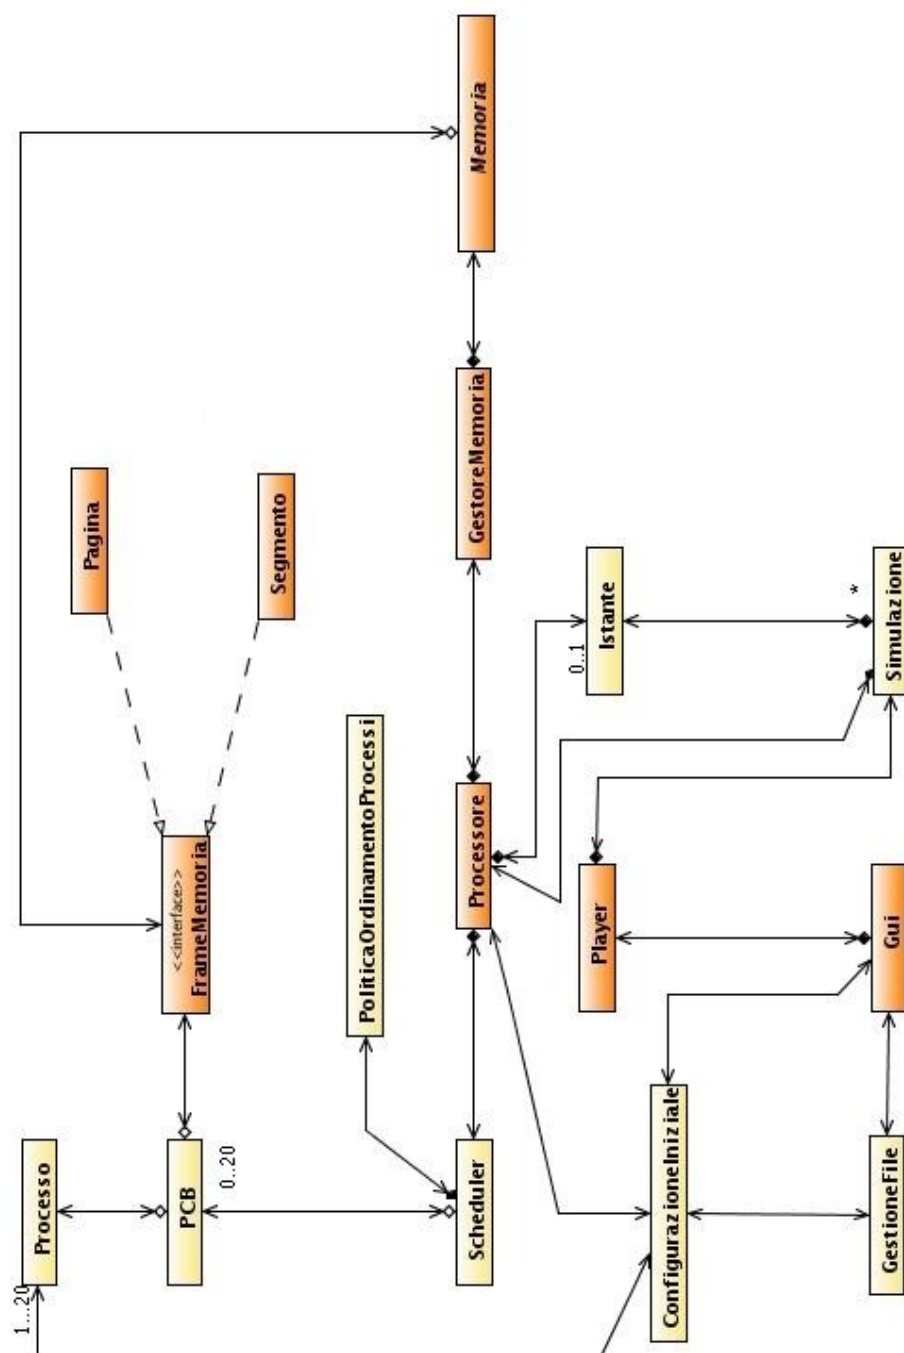 Memoria
Pagina
Segmento
GestoreMemoria
<<interface>>
FrameMemoria
PoliticaOrdinamentoProcessi
Processore
Istante
0..1
*
Simulazione
Player
Gui
Processo
1...20
PCB
0..20
Scheduler
ConfigurazioneIniziale
GestioneFile